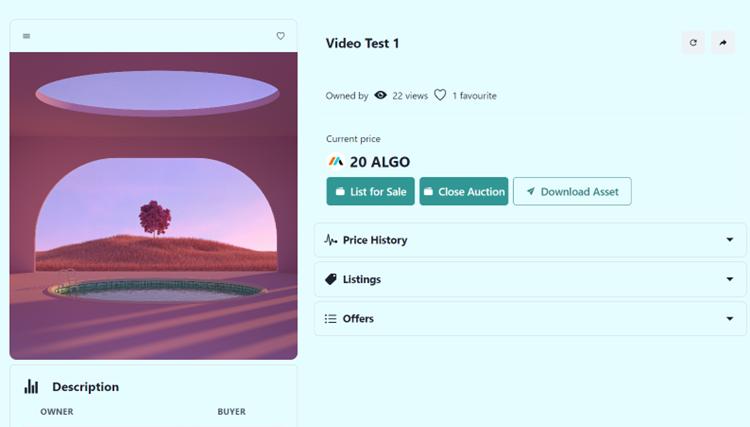 Video Test 1
Owned by 22 views 1 favourite
Current price
20 ALGO
List for Sale Close Auction Download Asset
Price History
Listings
Offers
Description
OWNER BUYER